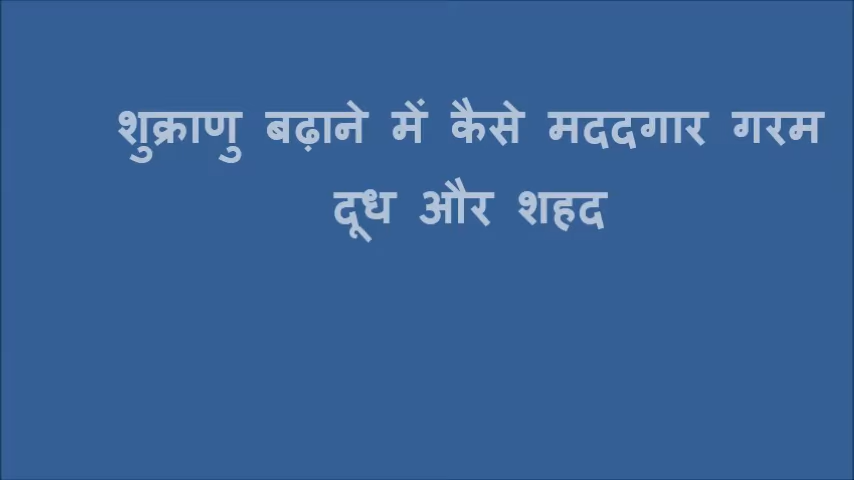 शुक्राणु बढ़ाने में कैसे मददगार गरम
दूध और शहद